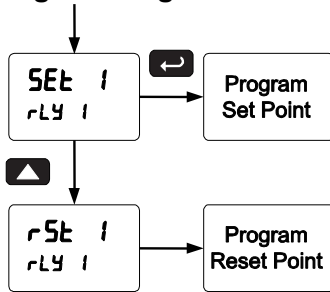 SEt 1
rLY 1
Program
Set Point
rSt 1
rLY 1
Program
Reset Point